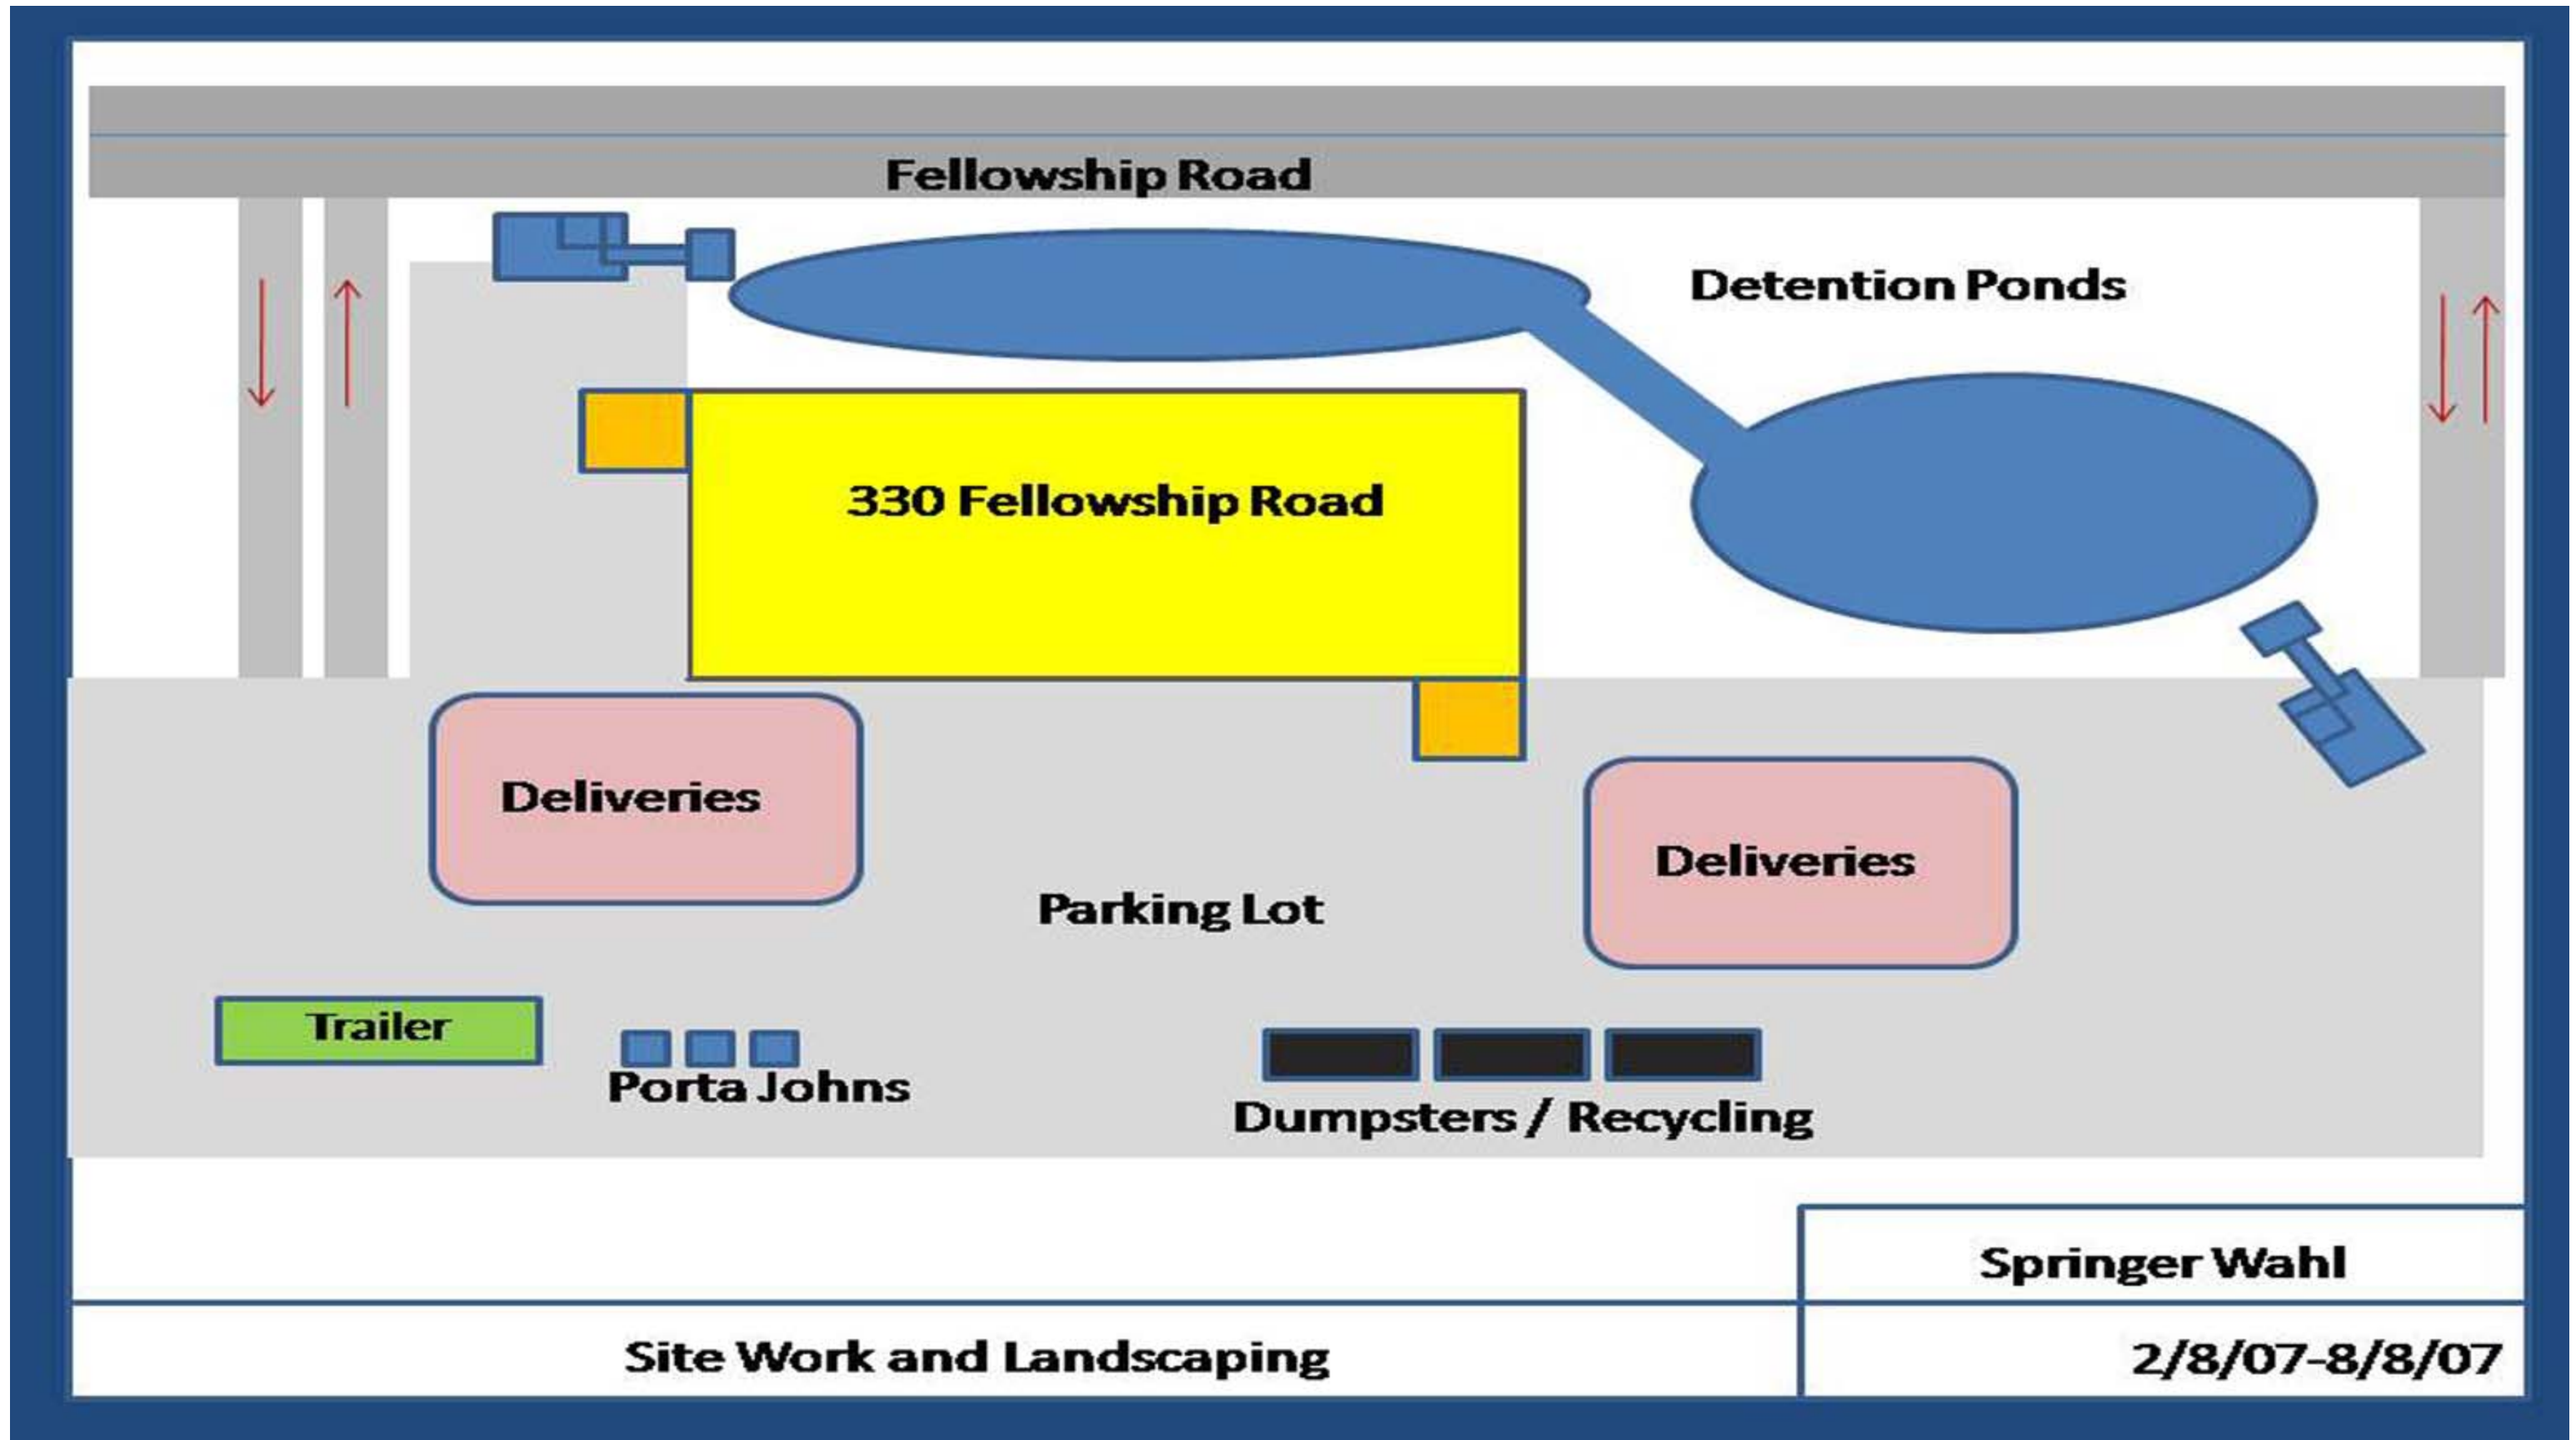 Fellowship Road
Detention Ponds
330 Fellowship Road
Deliveries
Deliveries
Parking Lot
Trailer
Porta Johns
Dumpsters / Recycling
Springer Wahl
Site Work and Landscaping
2/8/07-8/8/07